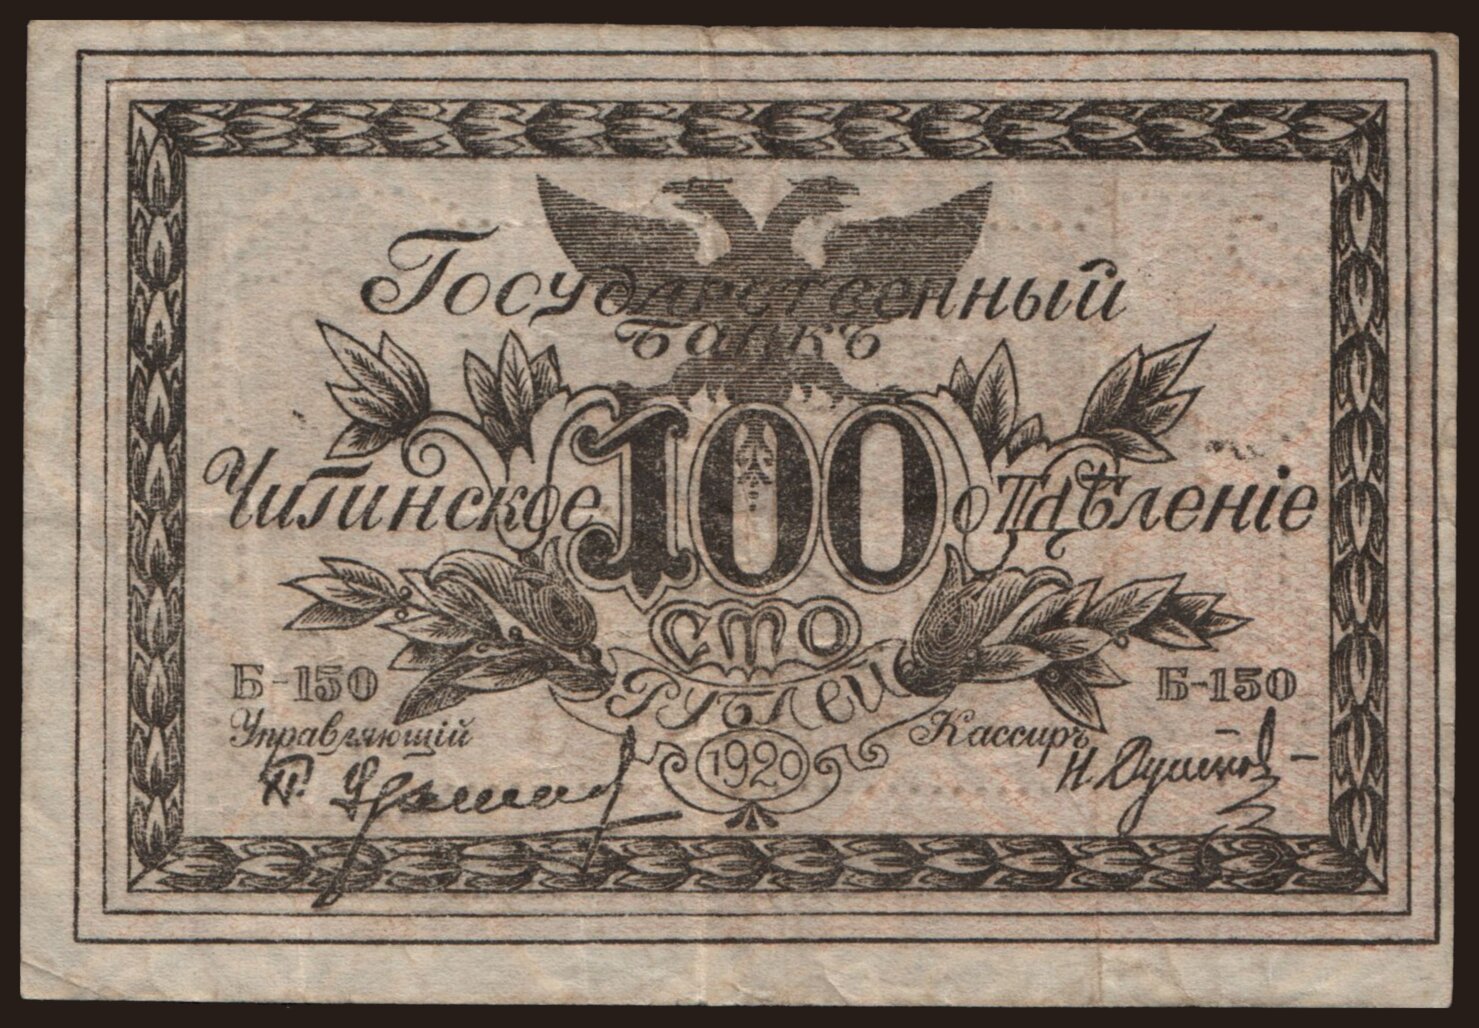 Государственный
Банкъ
Читинское 100 отдѣленіе
сто
рублей
Б-150 Б-150
Управляющій Кассиръ
1920